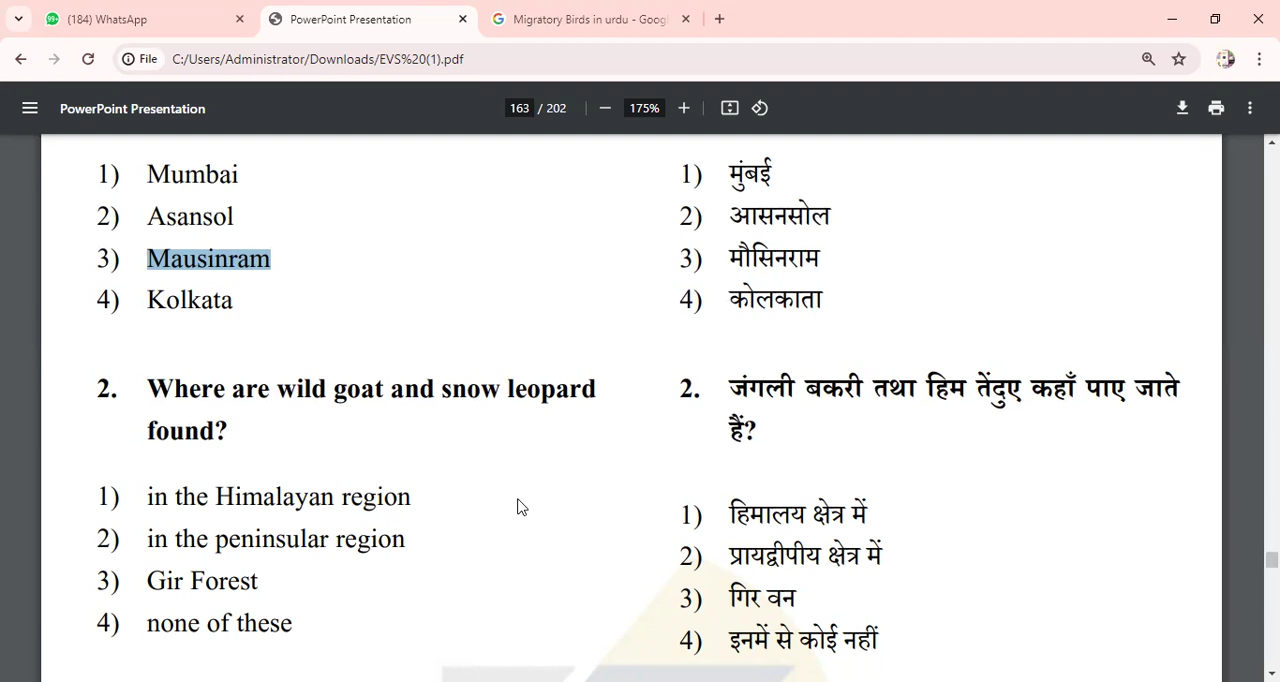 (184) WhatsApp
PowerPoint Presentation
Migratory Birds in urdu - Goog
File
C:/Users/Administrator/Downloads/EVS%20(1).pdf
PowerPoint Presentation
163 / 202
175%
1) Mumbai
2) Asansol
3) Mausinram
4) Kolkata
2. Where are wild goat and snow leopard
found?
1) in the Himalayan region
2) in the peninsular region
3) Gir Forest
4) none of these
1) मुंबई
2) आसनसोल
3) मौसिनराम
4) कोलकाता
2. जंगली बकरी तथा हिम तेंदुए कहाँ पाए जाते
हैं?
1) हिमालय क्षेत्र में
2) प्रायद्वीपीय क्षेत्र में
3) गिर वन
4) इनमें से कोई नहीं